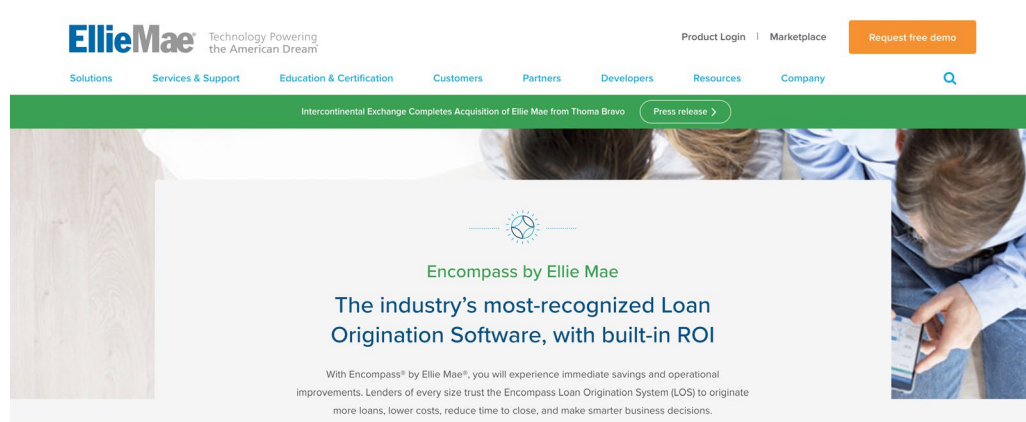 EllieMae® Technology Powering
the American Dream™
Product Login | Marketplace Request free demo
Solutions Services & Support Education & Certification Customers Partners Developers Resources Company
Intercontinental Exchange Completes Acquisition of Ellie Mae from Thoma Bravo Press release >
Encompass by Ellie Mae
The industry’s most-recognized Loan
Origination Software, with built-in ROI
With Encompass® by Ellie Mae®, you will experience immediate savings and operational
improvements. Lenders of every size trust the Encompass Loan Origination System (LOS) to originate
more loans, lower costs, reduce time to close, and make smarter business decisions.